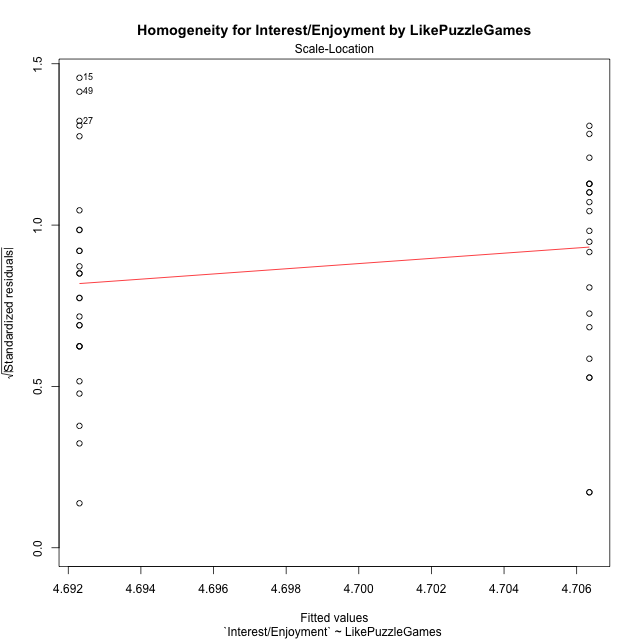 Homogeneity for Interest/Enjoyment by LikePuzzleGames
Scale-Location
1.5
1.0
0.5
0.0
√|Standardized residuals|
15
49
27
4.692 4.694 4.696 4.698 4.700 4.702 4.704 4.706
Fitted values
`Interest/Enjoyment` ~ LikePuzzleGames